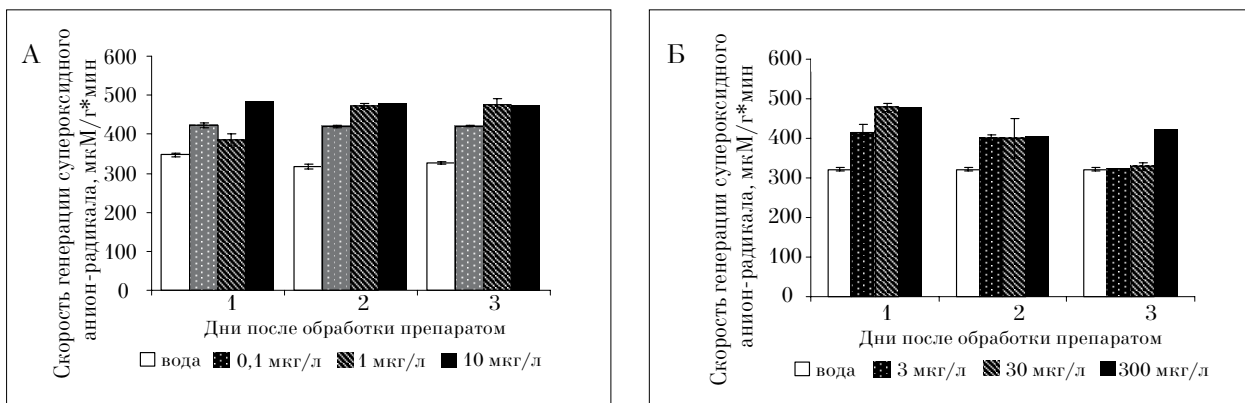 А
Скорость генерации супероксидного
анион-радикала, мкМ/г*мин
600
500
400
300
200
100
0
1
2
3
Дни после обработки препаратом
вода
0,1 мкг/л
1 мкг/л
10 мкг/л
Б
Скорость генерации супероксидного
анион-радикала, мкМ/г*мин
600
500
400
300
200
100
0
1
2
3
Дни после обработки препаратом
вода
3 мкг/л
30 мкг/л
300 мкг/л